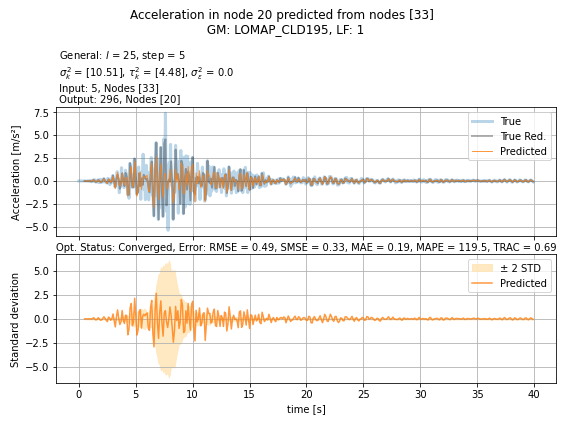 Acceleration in node 20 predicted from nodes [33]
GM: LOMAP_CLD195, LF: 1
General: l = 25, step = 5
σ²ₖ = [10.51], τ²ₖ = [4.48], σ²ε = 0.0
Input: 5, Nodes [33]
Output: 296, Nodes [20]
7.5
5.0
2.5
0.0
−2.5
−5.0
Acceleration [m/s²]
True
True Red.
Predicted
Opt. Status: Converged, Error: RMSE = 0.49, SMSE = 0.33, MAE = 0.19, MAPE = 119.5, TRAC = 0.69
5.0
2.5
0.0
−2.5
−5.0
Standard deviation
± 2 STD
Predicted
0 5 10 15 20 25 30 35 40
time [s]